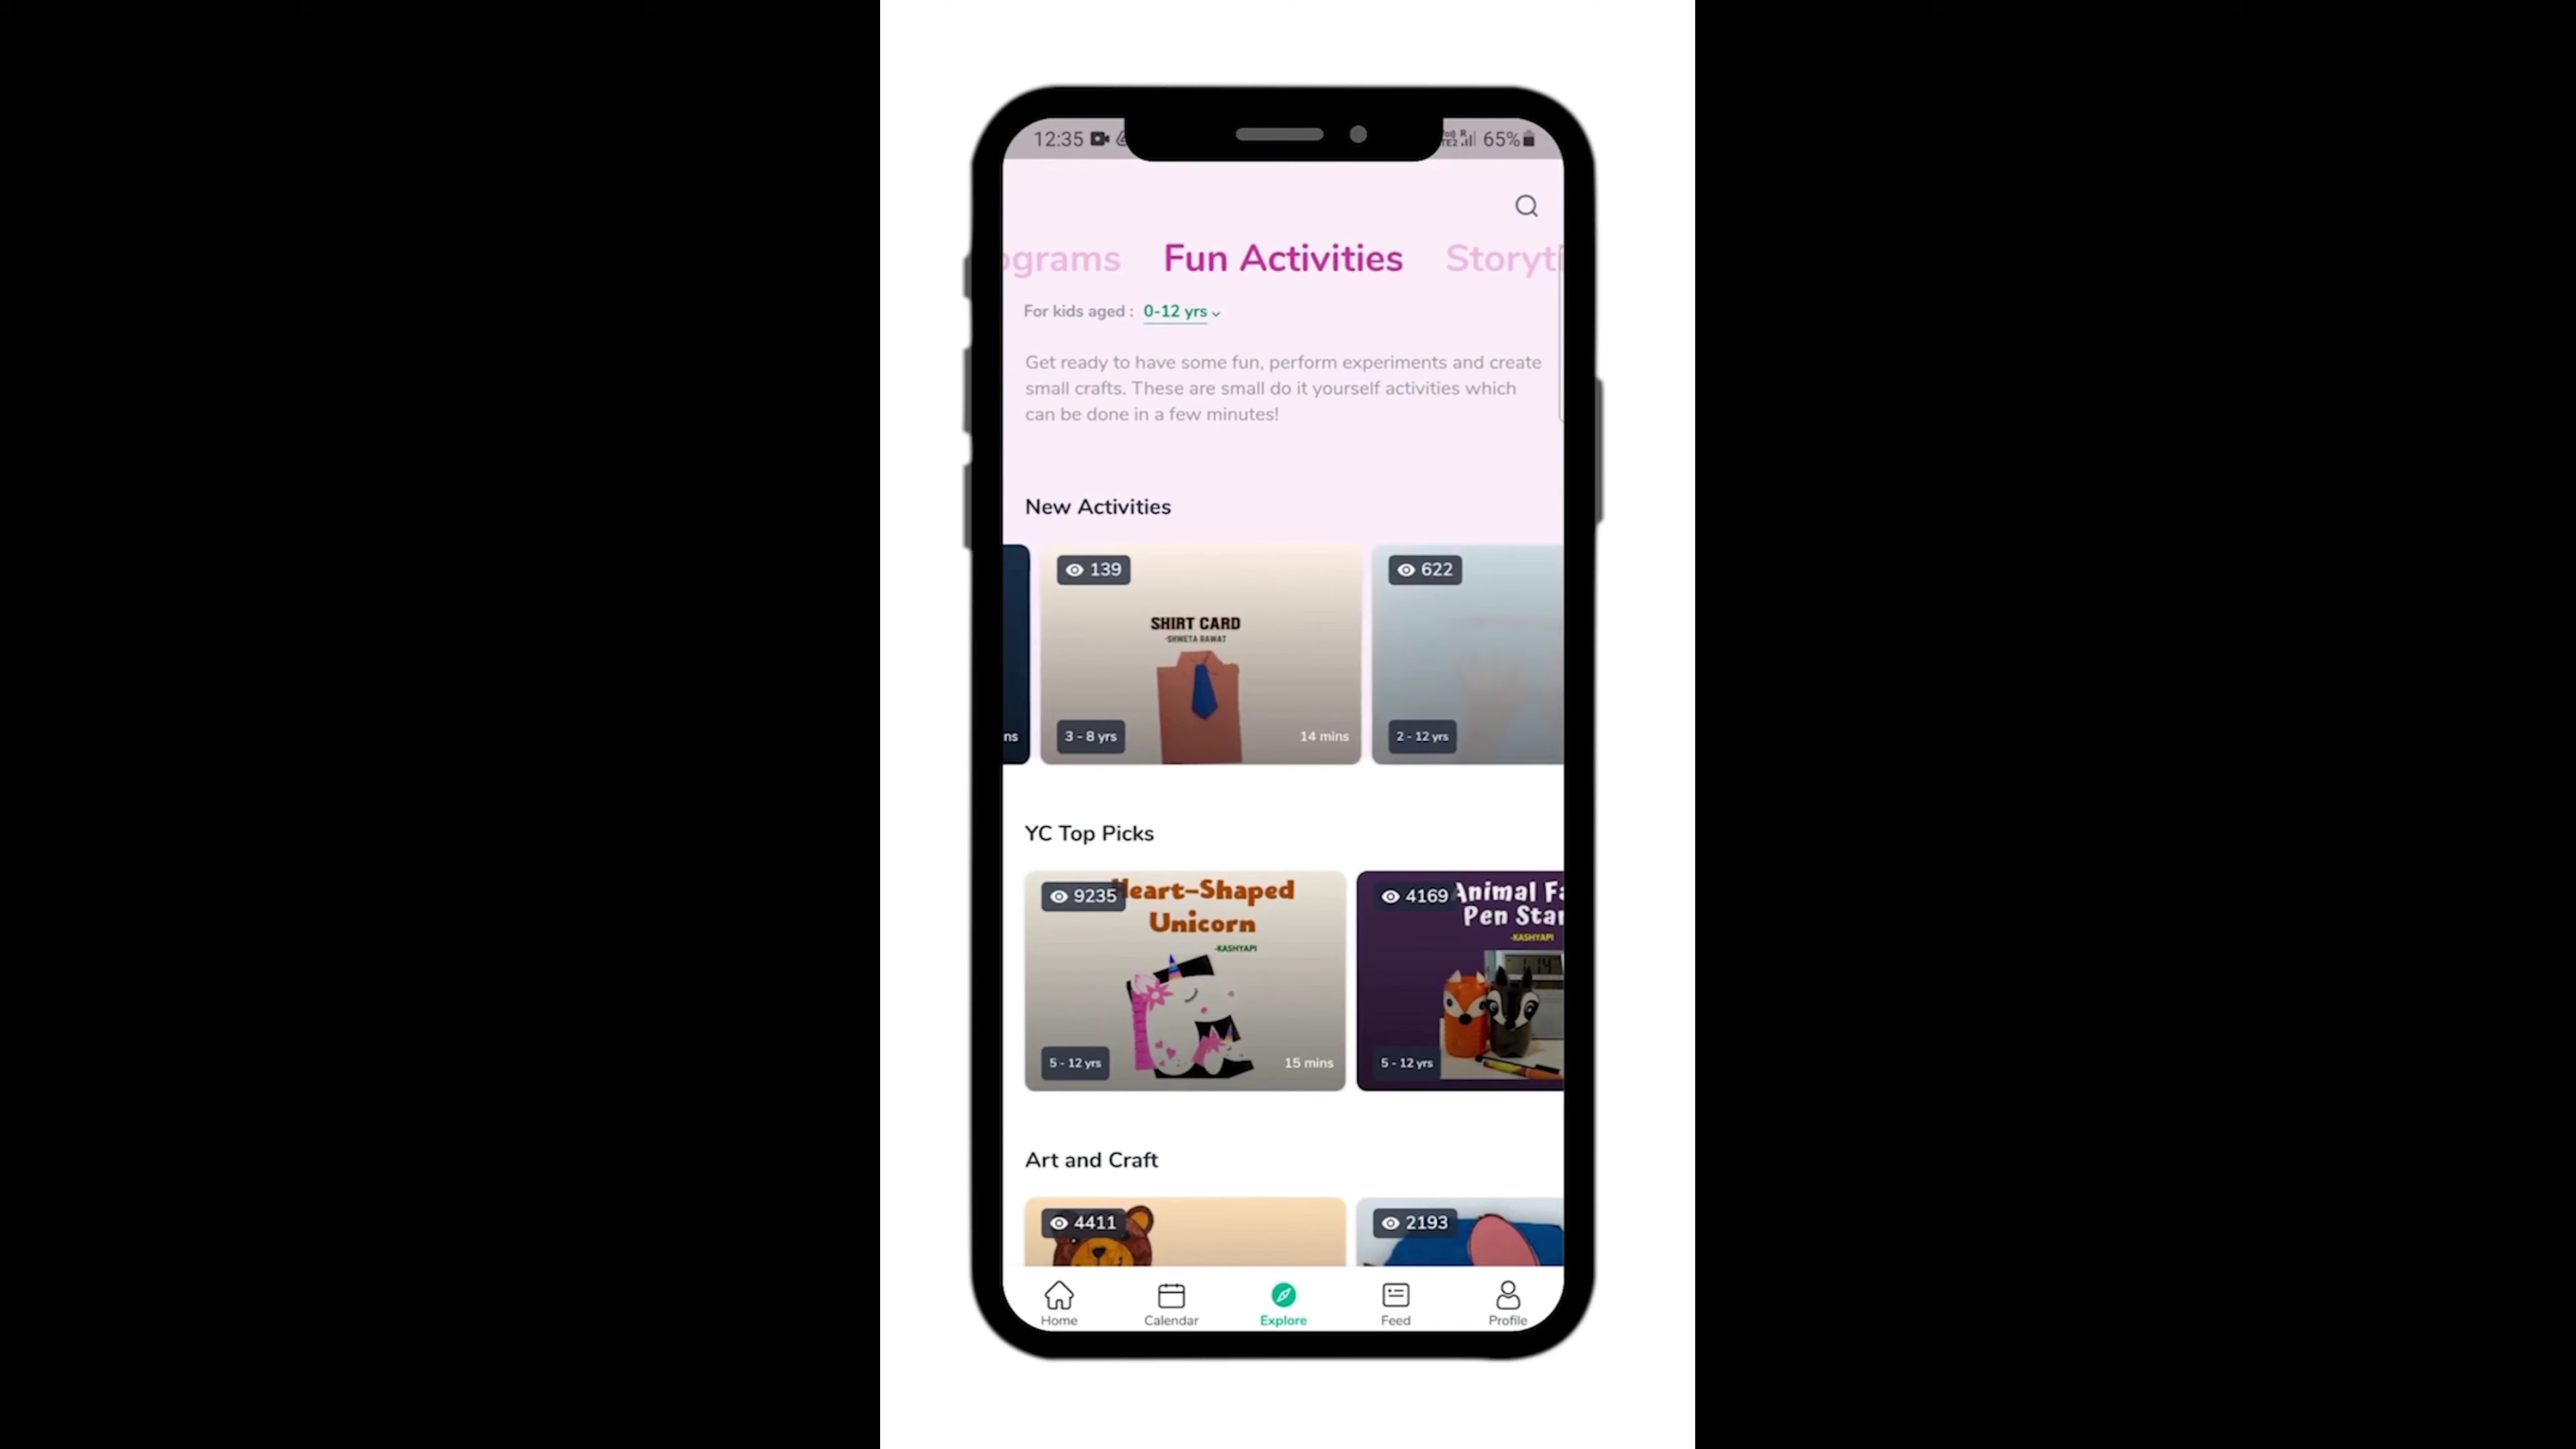 12:35
65%
ograms Fun Activities Storyti
For kids aged : 0-12 yrs
Get ready to have some fun, perform experiments and create
small crafts. These are small do it yourself activities which
can be done in a few minutes!
New Activities
139
SHIRT CARD
-SHWETA RAWAT
3 - 8 yrs
14 mins
622
2 - 12 yrs
ns
YC Top Picks
9235
Heart-Shaped
Unicorn
-KASHYAPI
5 - 12 yrs
15 mins
4169
Animal Fa
Pen Stan
-KASHYAPI
5 - 12 yrs
Art and Craft
4411
2193
Home
Calendar
Explore
Feed
Profile